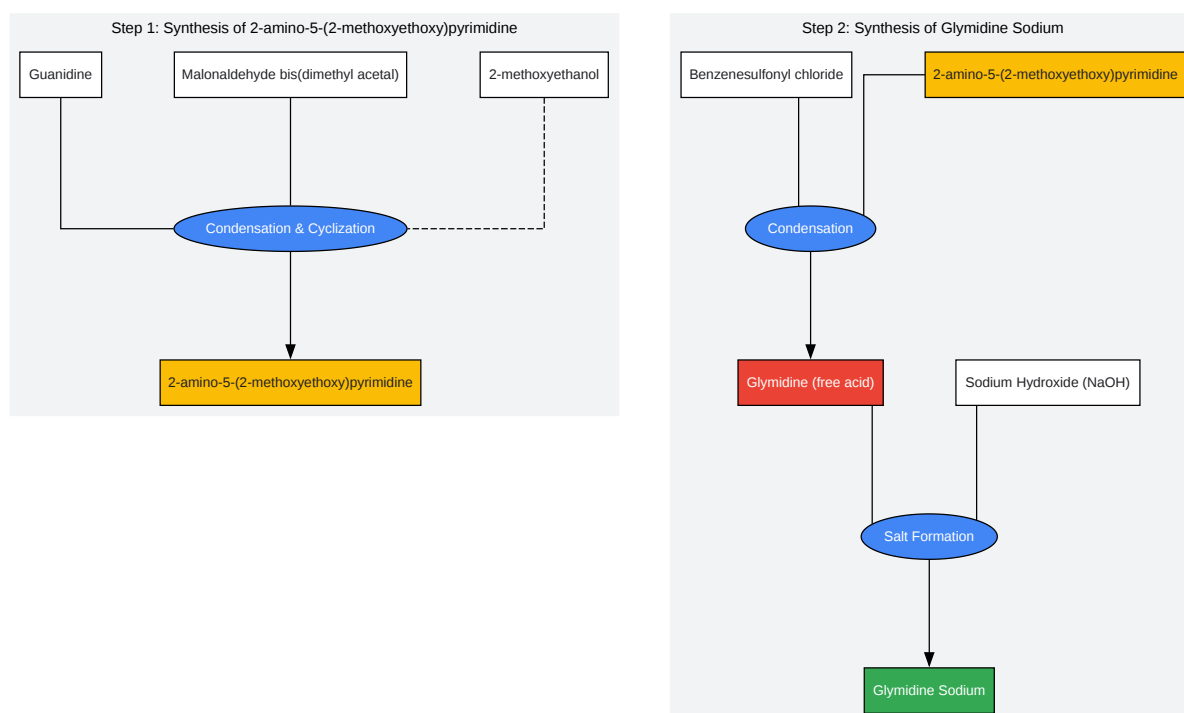 Step 1: Synthesis of 2-amino-5-(2-methoxyethoxy)pyrimidine
Guanidine
Malonaldehyde bis(dimethyl acetal)
2-methoxyethanol
Condensation & Cyclization
2-amino-5-(2-methoxyethoxy)pyrimidine
Step 2: Synthesis of Glymidine Sodium
Benzenesulfonyl chloride
2-amino-5-(2-methoxyethoxy)pyrimidine
Condensation
Glymidine (free acid)
Sodium Hydroxide (NaOH)
Salt Formation
Glymidine Sodium